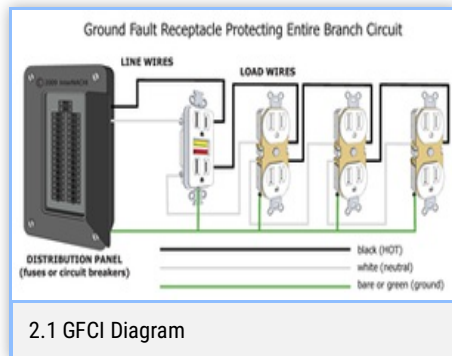 Ground Fault Receptacle Protecting Entire Branch Circuit
LINE WIRES
LOAD WIRES
DISTRIBUTION PANEL
(fuses or circuit breakers)
black (HOT)
white (neutral)
bare or green (ground)
2.1 GFCI Diagram